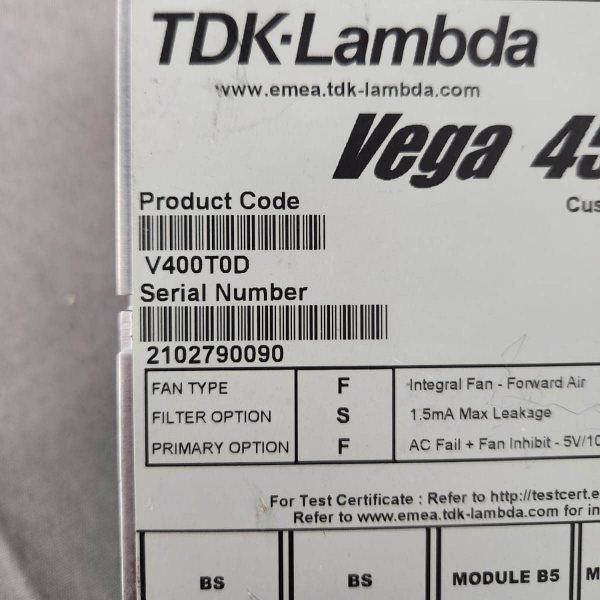 TDK·Lambda
www.emea.tdk-lambda.com
Vega
Product Code
V400T0D
Serial Number
2102790090
FAN TYPE F Integral Fan - Forward Air
FILTER OPTION S 1.5mA Max Leakage
PRIMARY OPTION F AC Fail + Fan Inhibit - 5V/10
For Test Certificate : Refer to http://testcert.e
Refer to www.emea.tdk-lambda.com for in
BS BS MODULE B5